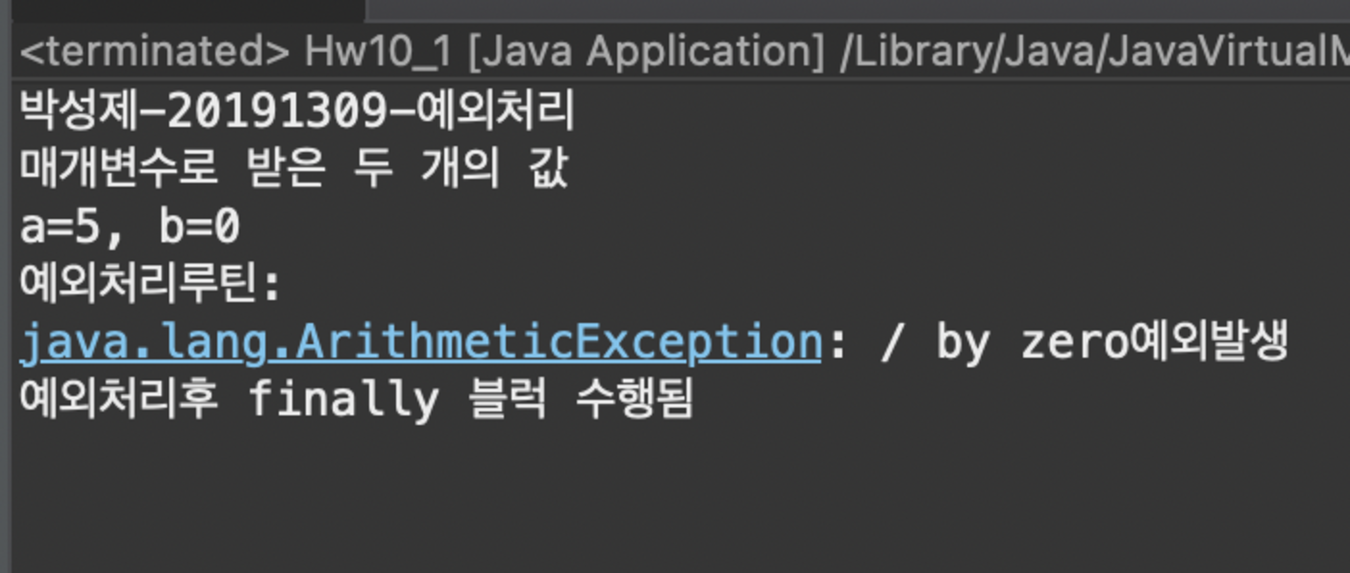 <terminated> Hw10_1 [Java Application] /Library/Java/JavaVirtualM
박성제-20191309-예외처리
매개변수로 받은 두 개의 값
a=5, b=0
예외처리루틴:
java.lang.ArithmeticException: / by zero예외발생
예외처리후 finally 블럭 수행됨